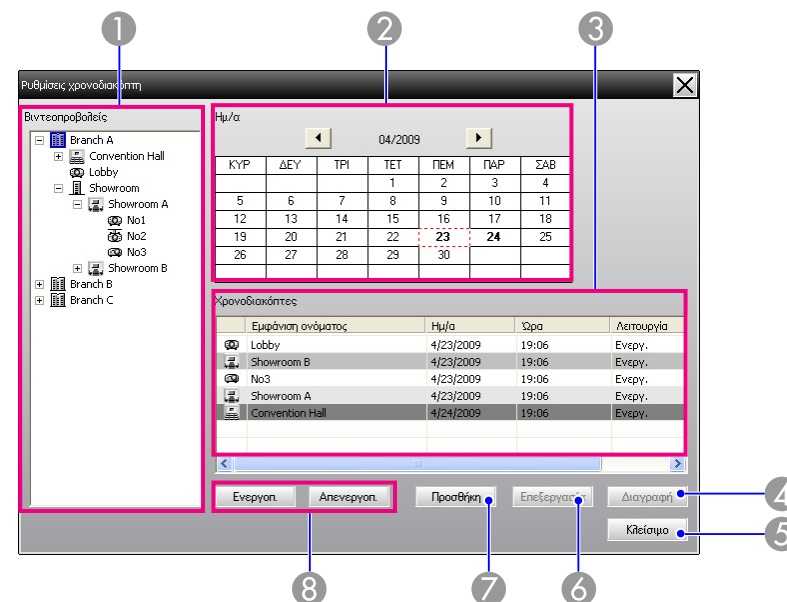 1 2 3
Ρυθμίσεις χρονοδιακόπτη
Βιντεοπροβολείς
Branch A
Convention Hall
Lobby
Showroom
Showroom A
No1
No2
No3
Showroom B
Branch B
Branch C
Ημ/α
04/2009
ΚΥΡ ΔΕΥ ΤΡΙ ΤΕΤ ΠΕΜ ΠΑΡ ΣΑΒ
1 2 3 4
5 6 7 8 9 10 11
12 13 14 15 16 17 18
19 20 21 22 23 24 25
26 27 28 29 30
Χρονοδιακόπτες
Εμφάνιση ονόματος Ημ/α Ώρα Λειτουργία
Lobby 4/23/2009 19:06 Ενεργ.
Showroom B 4/23/2009 19:06 Ενεργ.
No3 4/23/2009 19:06 Ενεργ.
Showroom A 4/23/2009 19:06 Ενεργ.
Convention Hall 4/24/2009 19:06 Ενεργ.
Ενεργοπ. Απενεργοπ. Προσθήκη Επεξεργασία Διαγραφή 4
Κλείσιμο 5
8 7 6